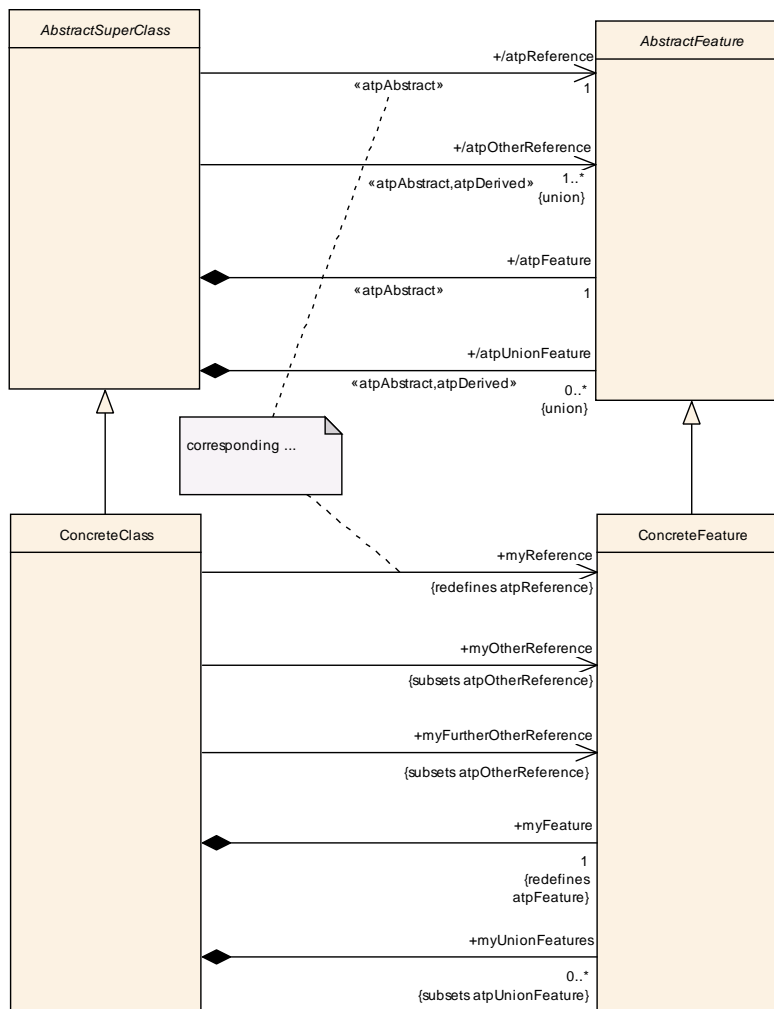 AbstractSuperClass
AbstractFeature
+/atpReference
«atpAbstract»
1
+/atpOtherReference
«atpAbstract,atpDerived»
1..*
{union}
+/atpFeature
«atpAbstract»
1
+/atpUnionFeature
«atpAbstract,atpDerived»
0..*
{union}
corresponding ...
ConcreteClass
ConcreteFeature
+myReference
{redefines atpReference}
+myOtherReference
{subsets atpOtherReference}
+myFurtherOtherReference
{subsets atpOtherReference}
+myFeature
1
{redefines
atpFeature}
+myUnionFeatures
0..*
{subsets atpUnionFeature}